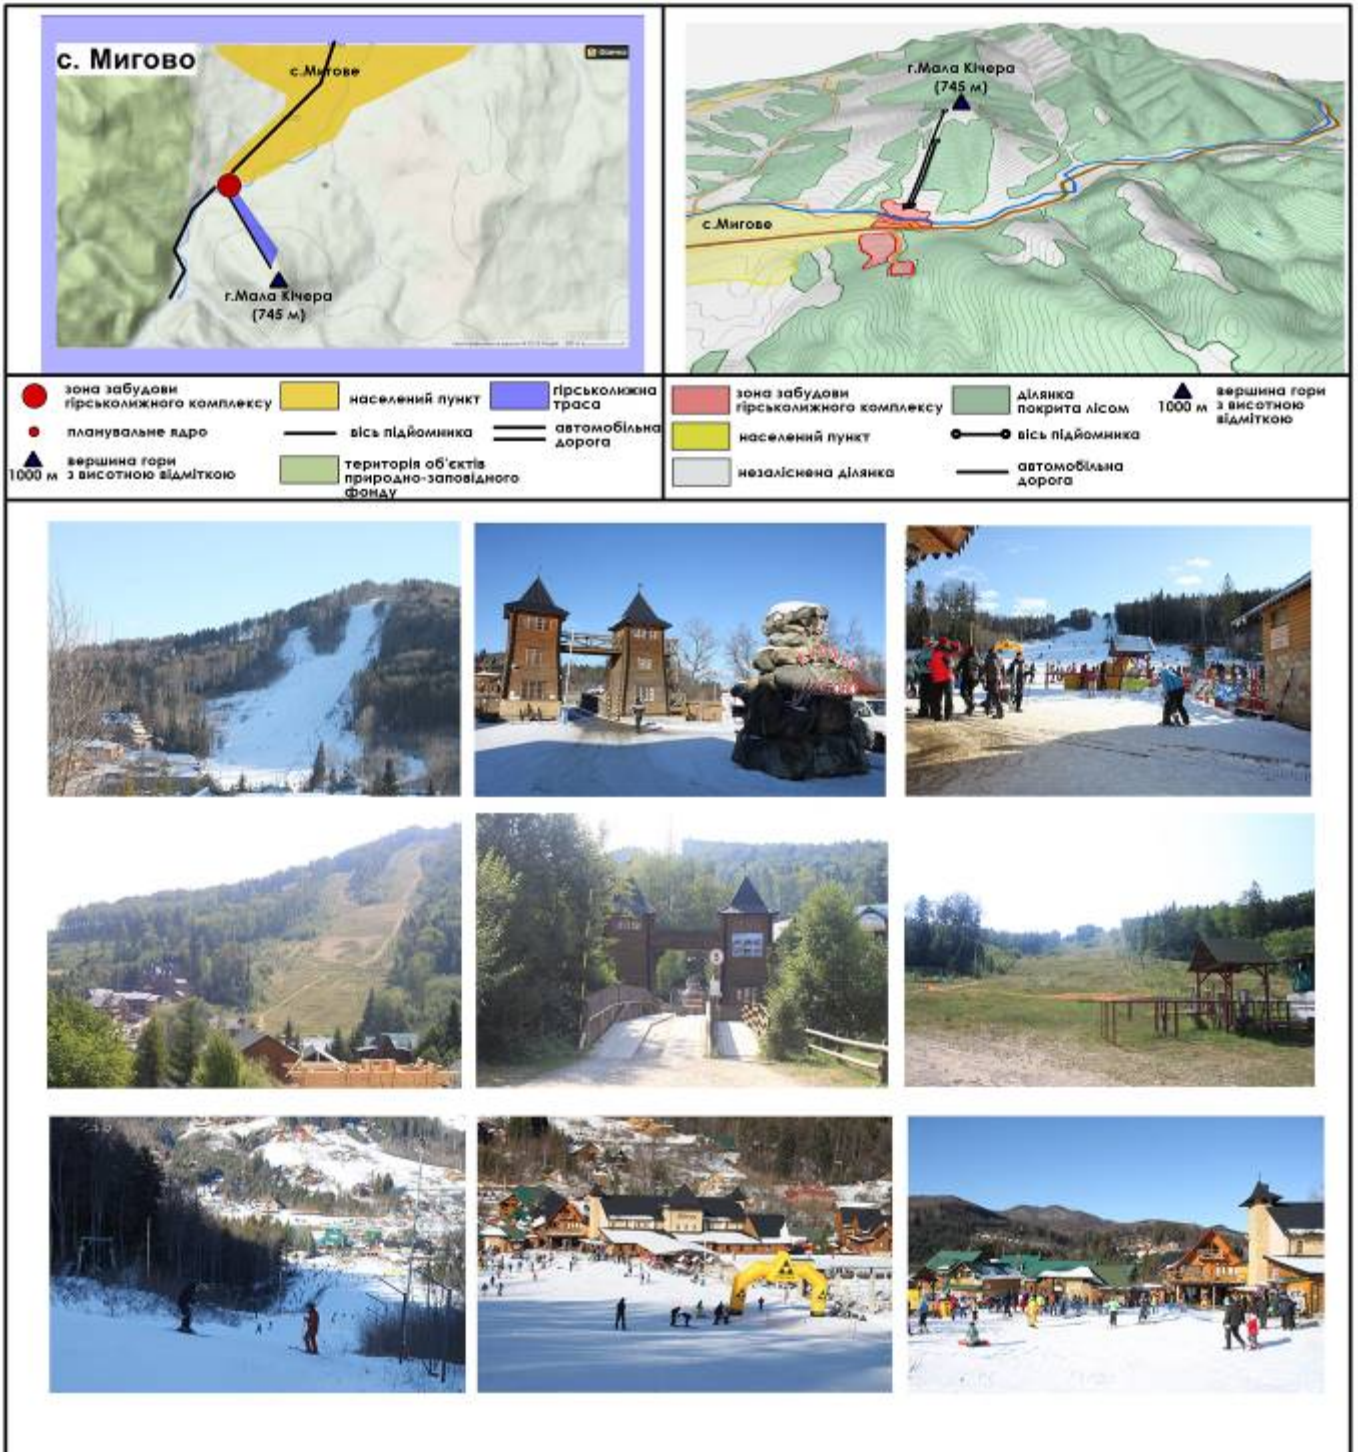 с. Мигово
с.Мигове
г.Мала Кічера
(745 м)
г.Мала Кічера
(745 м)
с.Мигове
зона забудови
гірськолижного комплексу
населений пункт
гірськолижна
траса
планувальне ядро
вісь підйомника
автомобільна
дорога
1000 м
вершина гори
з висотною відміткою
територія об'єктів
природно-заповідного
фонду
зона забудови
гірськолижного комплексу
ділянка
покрита лісом
1000 м
вершина гори
з висотною
відміткою
населений пункт
вісь підйомника
незаліснена ділянка
автомобільна
дорога